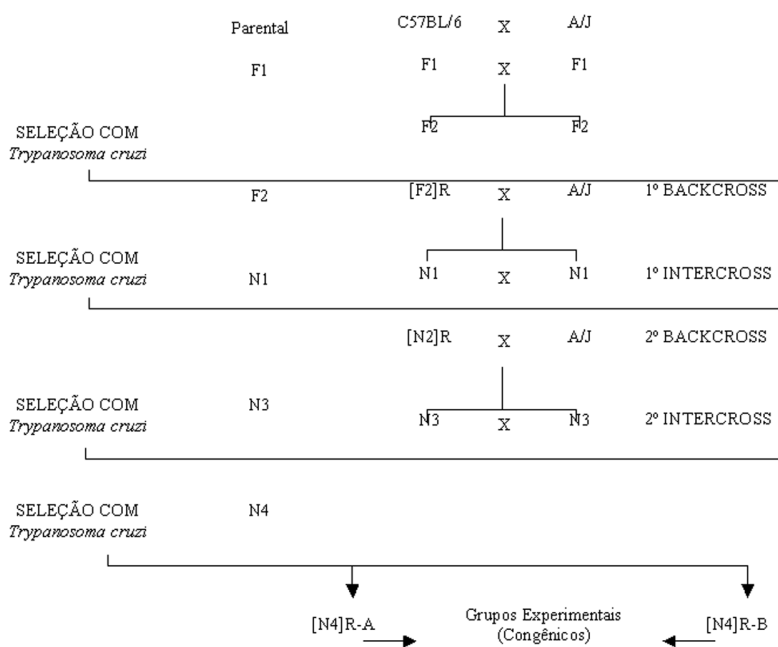 Parental C57BL/6 X A/J
F1 F1 X F1
F2 F2
SELEÇÃO COM
Trypanosoma cruzi
F2 [F2]R X A/J 1º BACKCROSS
SELEÇÃO COM
Trypanosoma cruzi
N1 N1 X N1 1º INTERCROSS
[N2]R X A/J 2º BACKCROSS
SELEÇÃO COM
Trypanosoma cruzi
N3 N3 X N3 2º INTERCROSS
SELEÇÃO COM
Trypanosoma cruzi
N4
[N4]R-A
Grupos Experimentais
(Congênicos)
[N4]R-B